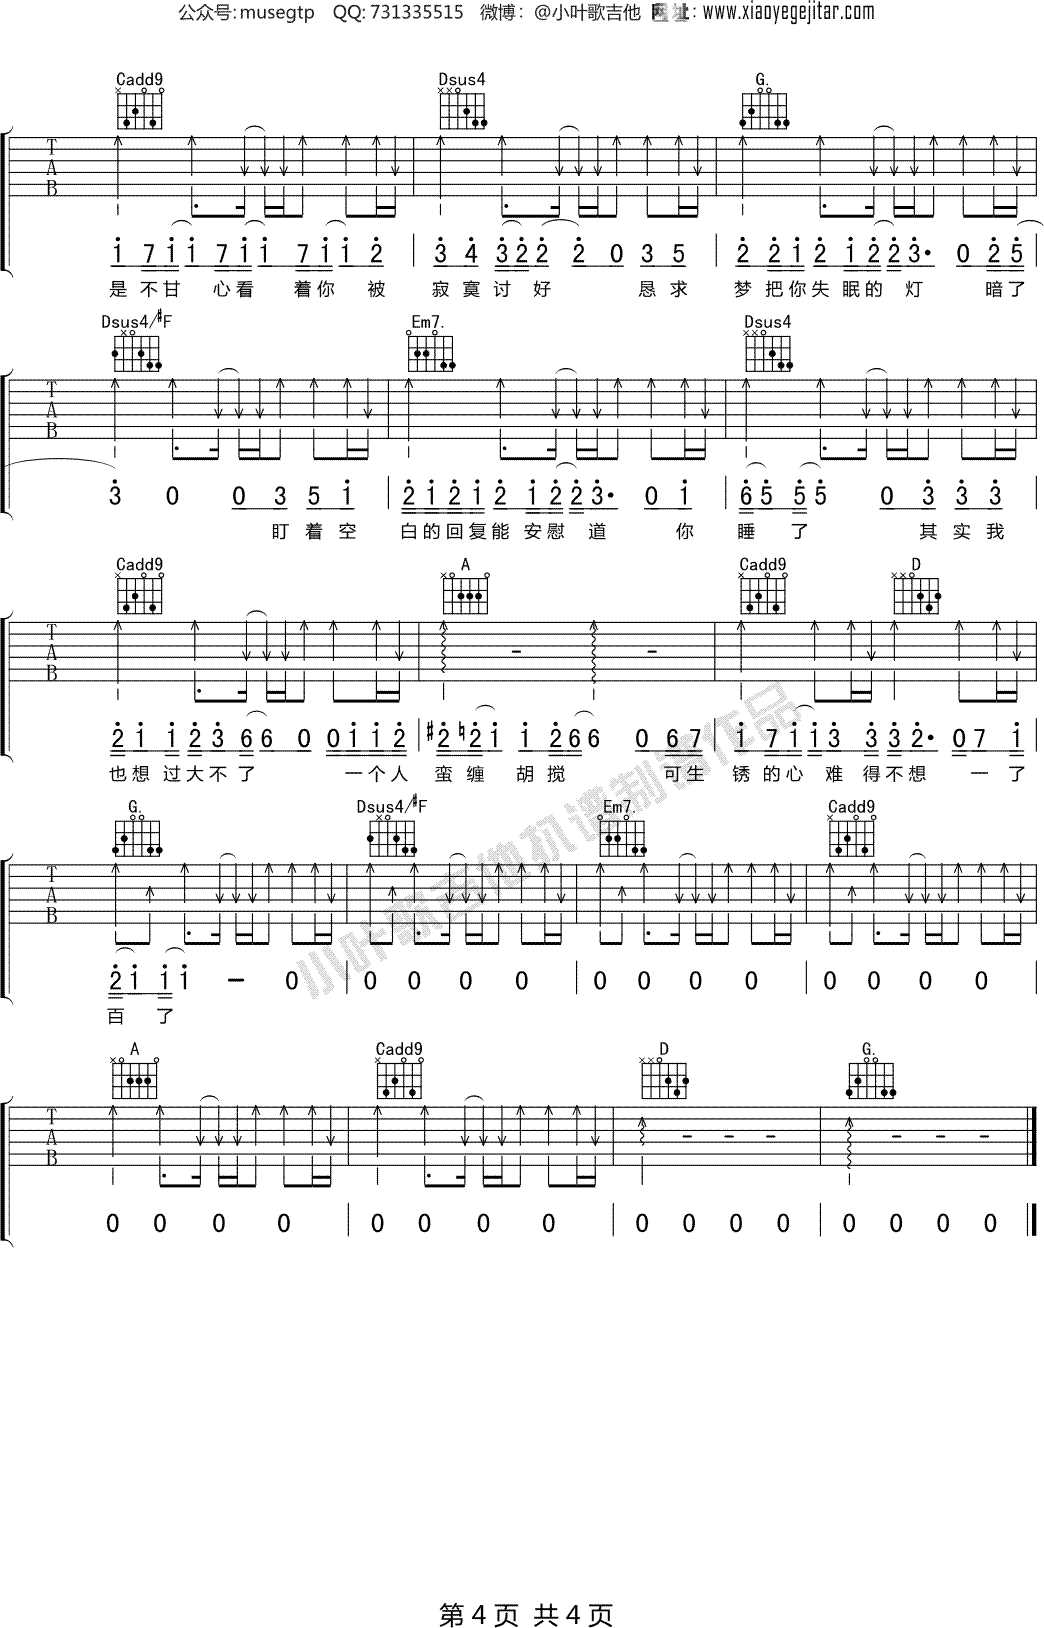 公众号:musegtp QQ:731335515 微博：@小叶歌吉他 网址：www.xiaoyegejitar.com
Cadd9 Dsus4 G.
T
A
B
1 7 1 1 7 1 1 7 1 1 2 | 3 4 3 2 2 2 0 3 5 | 2 2 1 2 1 2 2 3· 0 2 5
是 不 甘 心 看 着 你 被 寂 寞 讨 好 恳 求 梦 把 你 失 眠 的 灯 暗 了
Dsus4/#F Em7. Dsus4
T
A
B
3 0 0 3 5 1 | 2 1 2 1 2 1 2 2 3· 0 1 | 6 5 5 5 0 3 3 3
盯 着 空 白 的 回 复 能 安 慰 道 你 睡 了 其 实 我
Cadd9 A Cadd9 D
T
A
B
2 1 1 2 3 6 6 0 0 1 1 2 | #2 ♮2 1 1 2 6 6 0 6 7 | 1 7 1 1 3 3 3 2· 0 7 1
也 想 过 大 不 了 一 个 人 蛮 缠 胡 搅 可 生 锈 的 心 难 得 不 想 一 了
G. Dsus4/#F Em7. Cadd9
T
A
B
2 1 1 1 - 0 | 0 0 0 0 | 0 0 0 0 | 0 0 0 0
百 了
A Cadd9 D G.
T
A
B
0 0 0 0 | 0 0 0 0 | 0 0 0 0 | 0 0 0 0
小叶歌吉他机谱制谱作品
第 4 页 共 4 页